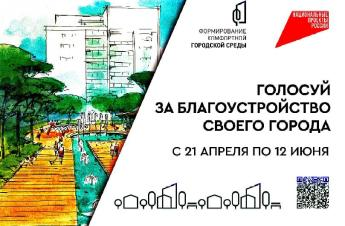 ФОРМИРОВАНИЕ
КОМФОРТНОЙ
ГОРОДСКОЙ СРЕДЫ
НАЦИОНАЛЬНЫЕ
ПРОЕКТЫ
РОССИИ
ГОЛОСУЙ
ЗА БЛАГОУСТРОЙСТВО
СВОЕГО ГОРОДА
С 21 АПРЕЛЯ ПО 12 ИЮНЯ